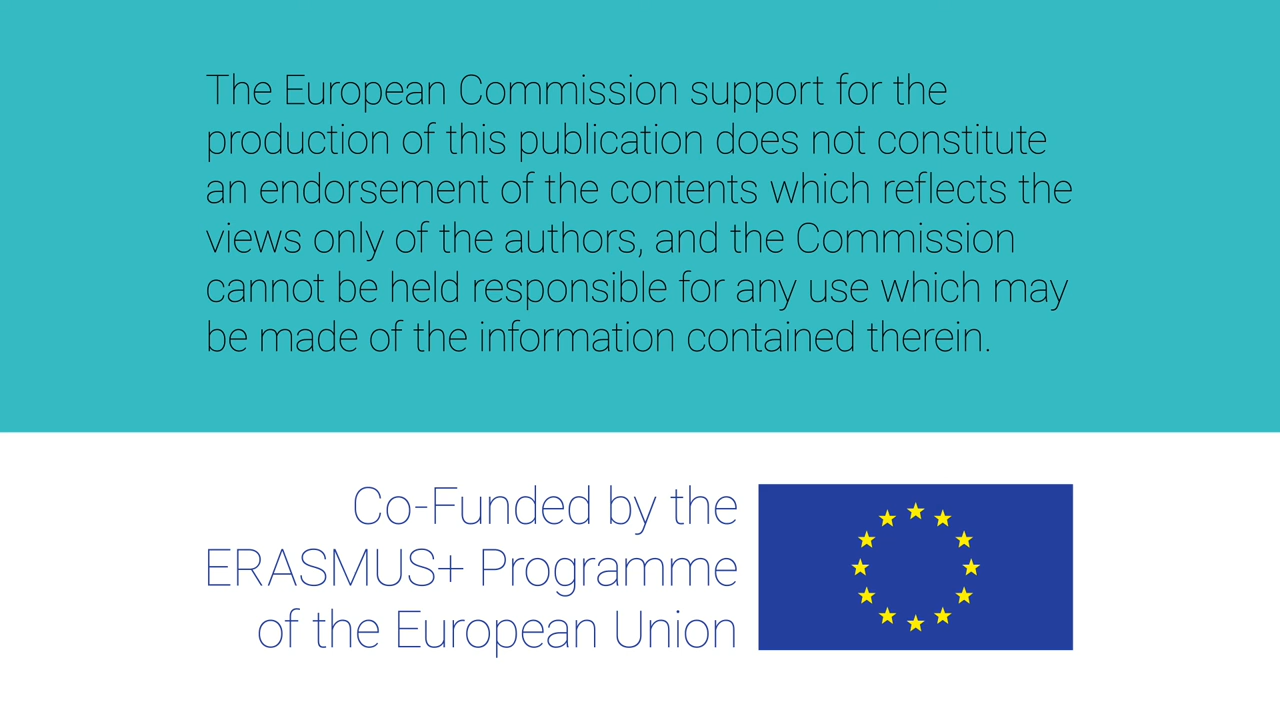 The European Commission support for the
production of this publication does not constitute
an endorsement of the contents which reflects the
views only of the authors, and the Commission
cannot be held responsible for any use which may
be made of the information contained therein.
Co-Funded by the
ERASMUS+ Programme
of the European Union